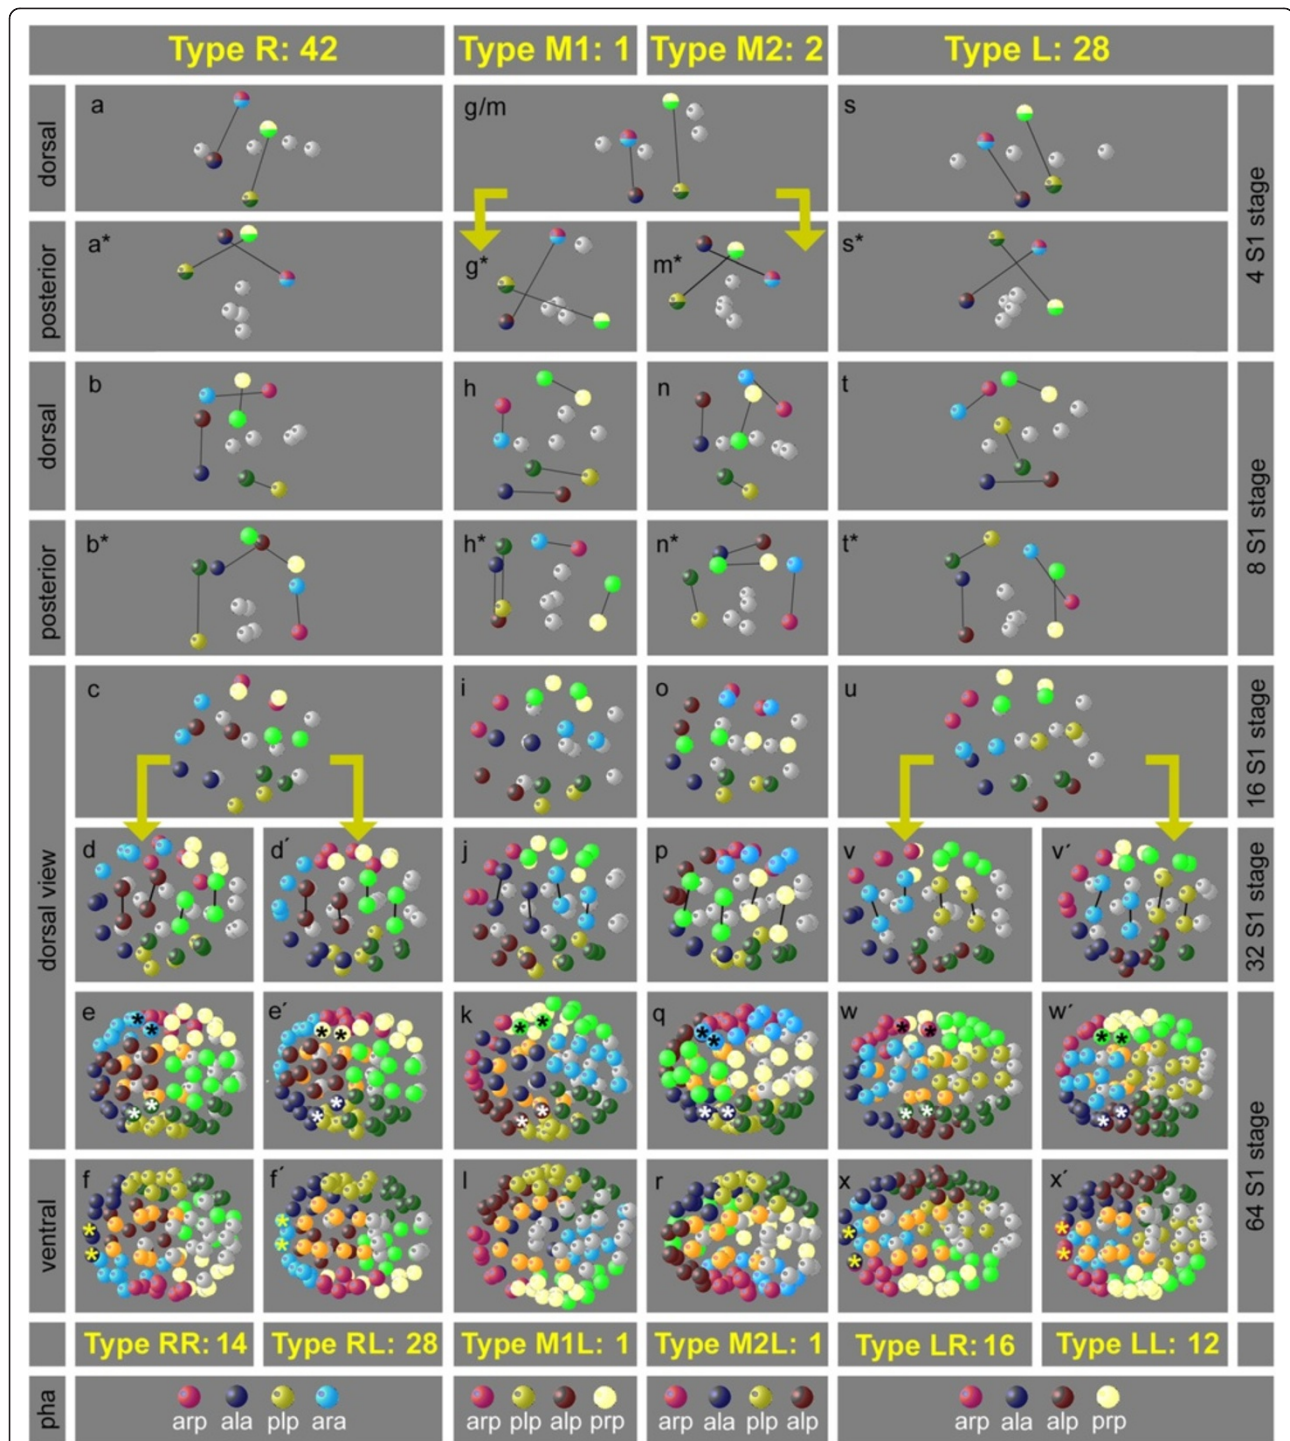 Type R: 42 Type M1: 1 Type M2: 2 Type L: 28
dorsal a g/m s 4 S1 stage
posterior a* g* m* s*
dorsal b h n t 8 S1 stage
posterior b* h* n* t*
dorsal view c i o u 16 S1 stage
d d´ j p v v´ 32 S1 stage
e e´ k q w w´ 64 S1 stage
ventral f f´ l r x x´
Type RR: 14 Type RL: 28 Type M1L: 1 Type M2L: 1 Type LR: 16 Type LL: 12
pha arp ala plp ara arp plp alp prp arp ala plp alp arp ala alp prp